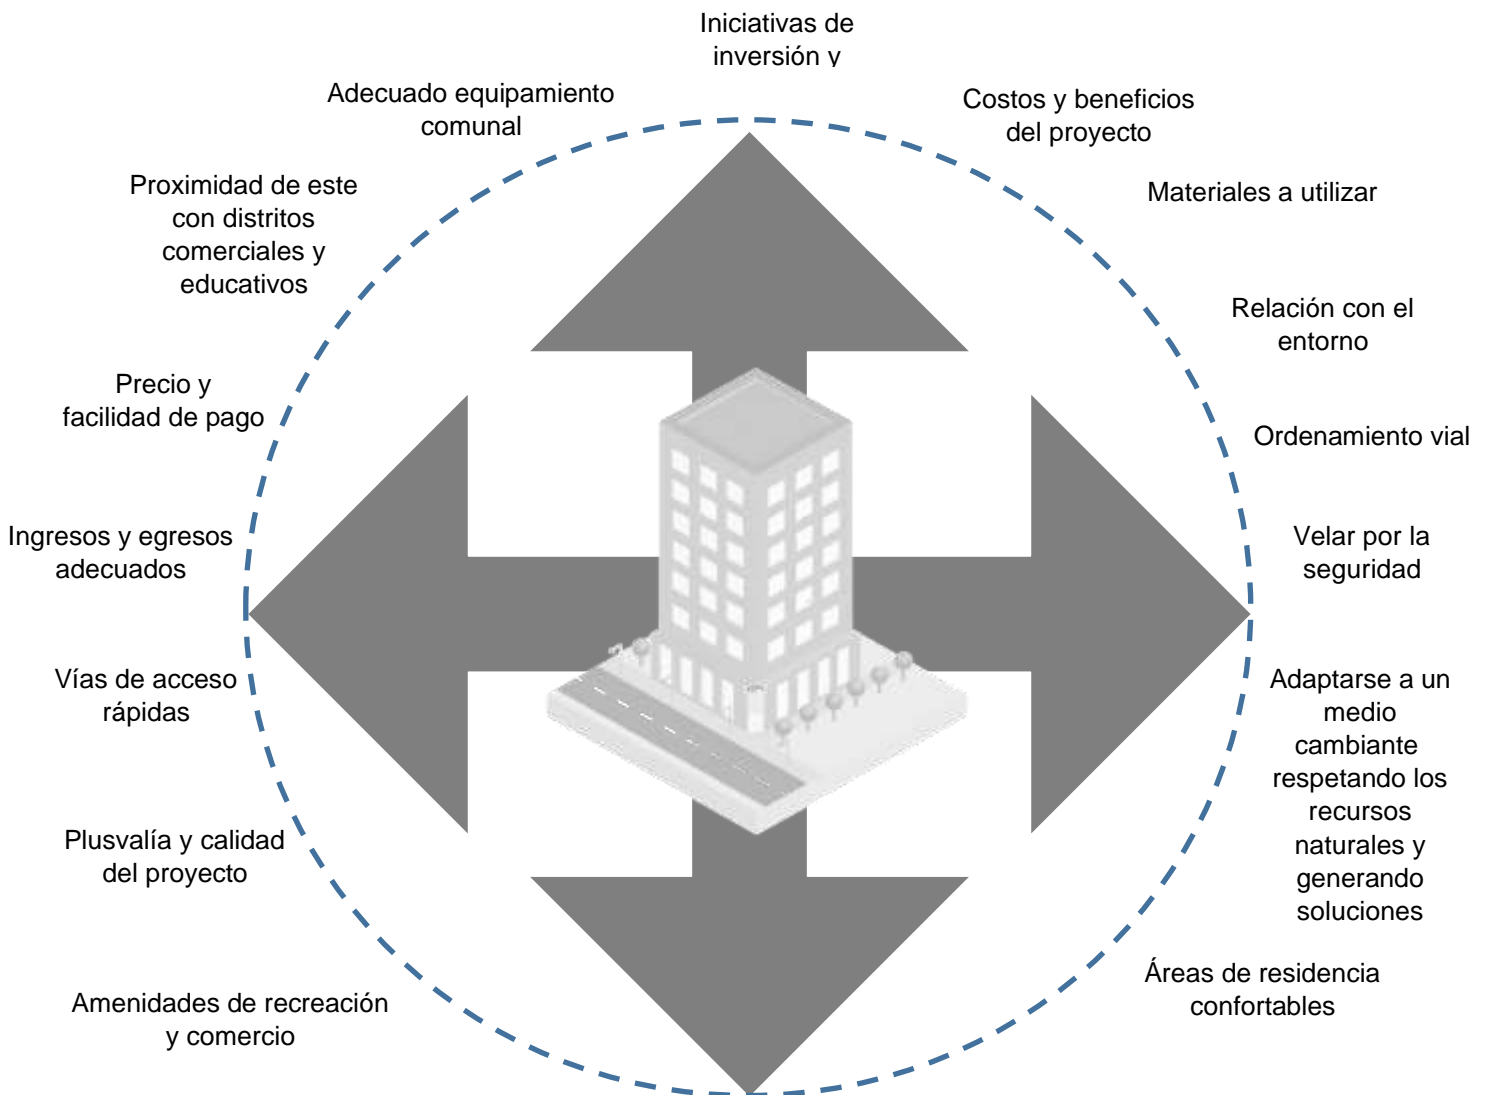 Iniciativas de
inversión y
Adecuado equipamiento
comunal
Costos y beneficios
del proyecto
Proximidad de este
con distritos
comerciales y
educativos
Materiales a utilizar
Relación con el
entorno
Precio y
facilidad de pago
Ordenamiento vial
Ingresos y egresos
adecuados
Velar por la
seguridad
Vías de acceso
rápidas
Adaptarse a un
medio
cambiante
respetando los
recursos
naturales y
generando
soluciones
Plusvalía y calidad
del proyecto
Áreas de residencia
confortables
Amenidades de recreación
y comercio